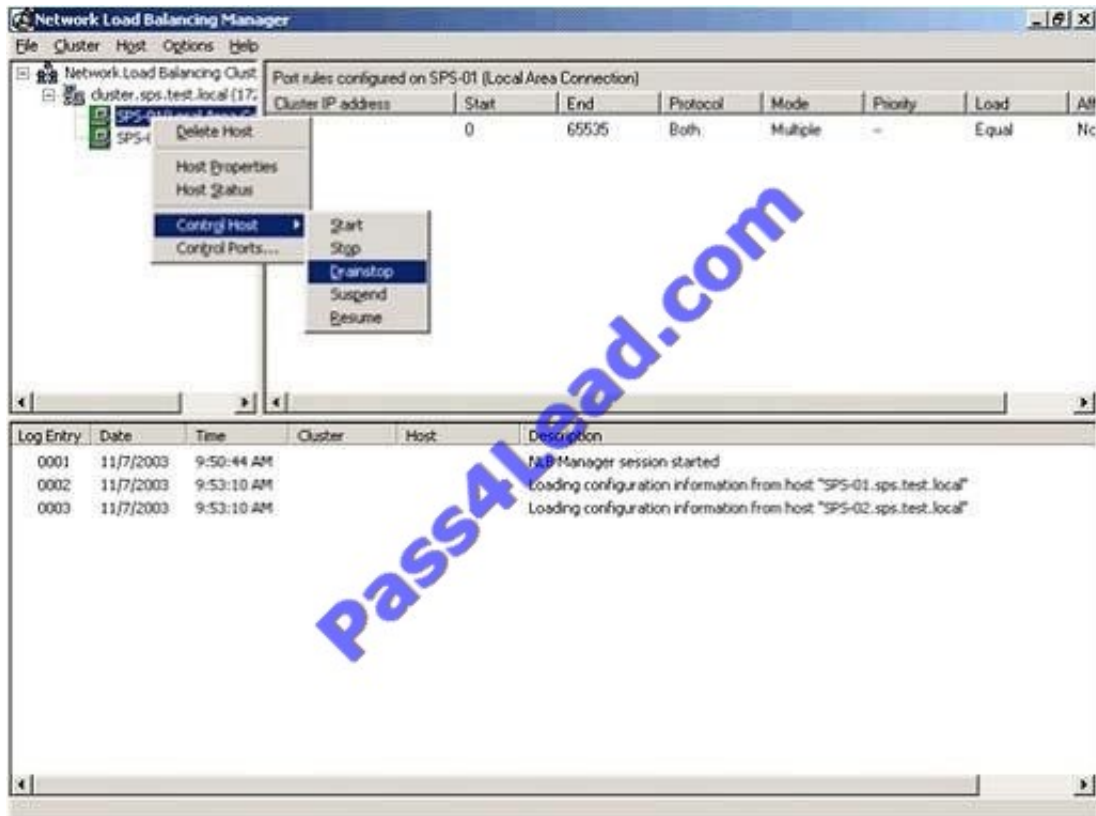 Network Load Balancing Manager
File Cluster Host Options Help
Network Load Balancing Clust
Port rules configured on SPS-01 (Local Area Connection)
cluster.sps.test.local (17
Cluster IP address Start End Protocol Mode Priority Load Aff
0 65535 Both Multiple -- Equal No
Delete Host
Host Properties
Host Status
Control Host
Control Ports...
Start
Stop
Drainstop
Suspend
Resume
Log Entry Date Time Cluster Host Description
0001 11/7/2003 9:50:44 AM NLB Manager session started
0002 11/7/2003 9:53:10 AM Loading configuration information from host "SPS-01.sps.test.local"
0003 11/7/2003 9:53:10 AM Loading configuration information from host "SPS-02.sps.test.local"
Pass4Lead.com